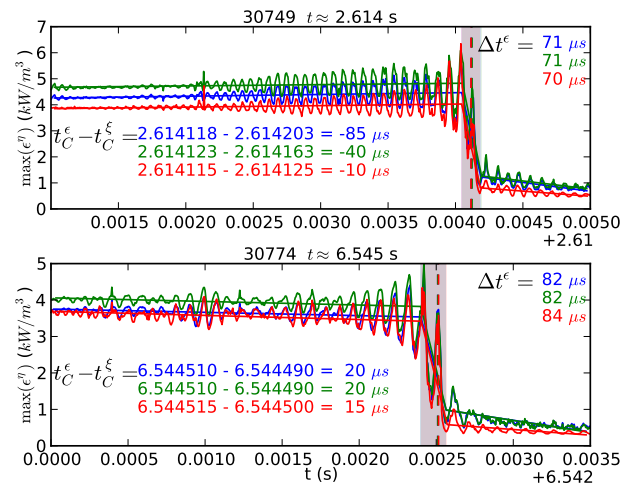 30749 t ≈ 2.614 s
7
6
5
4
3
2
1
0
max(ϵ^η) (kW/m³)
Δt^ϵ = 71 μs
71 μs
70 μs
t_C^ϵ − t_C^ξ = 2.614118 - 2.614203 = -85 μs
2.614123 - 2.614163 = -40 μs
2.614115 - 2.614125 = -10 μs
0.0015 0.0020 0.0025 0.0030 0.0035 0.0040 0.0045 0.0050
+2.61
30774 t ≈ 6.545 s
5
4
3
2
1
0
max(ϵ^η) (kW/m³)
Δt^ϵ = 82 μs
82 μs
84 μs
t_C^ϵ − t_C^ξ = 6.544510 - 6.544490 = 20 μs
6.544510 - 6.544490 = 20 μs
6.544515 - 6.544500 = 15 μs
0.0000 0.0005 0.0010 0.0015 0.0020 0.0025 0.0030 0.0035
t (s)
+6.542